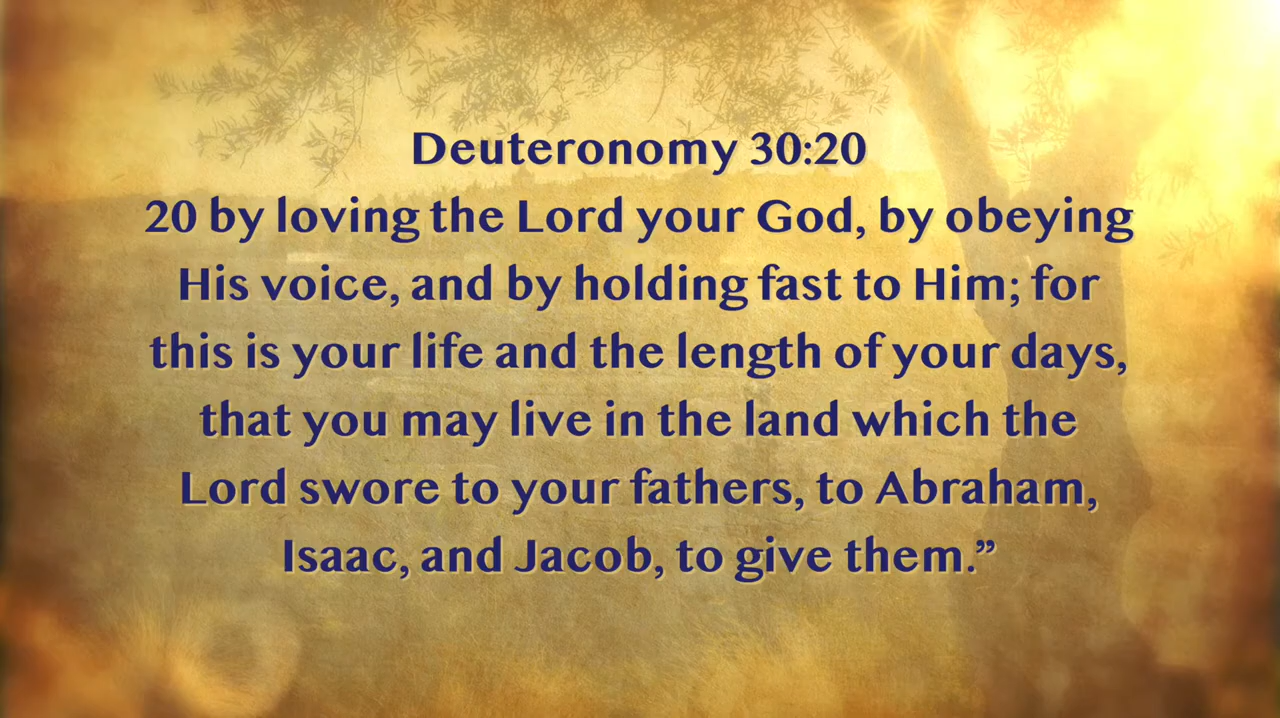 Deuteronomy 30:20
20 by loving the Lord your God, by obeying
His voice, and by holding fast to Him; for
this is your life and the length of your days,
that you may live in the land which the
Lord swore to your fathers, to Abraham,
Isaac, and Jacob, to give them.”